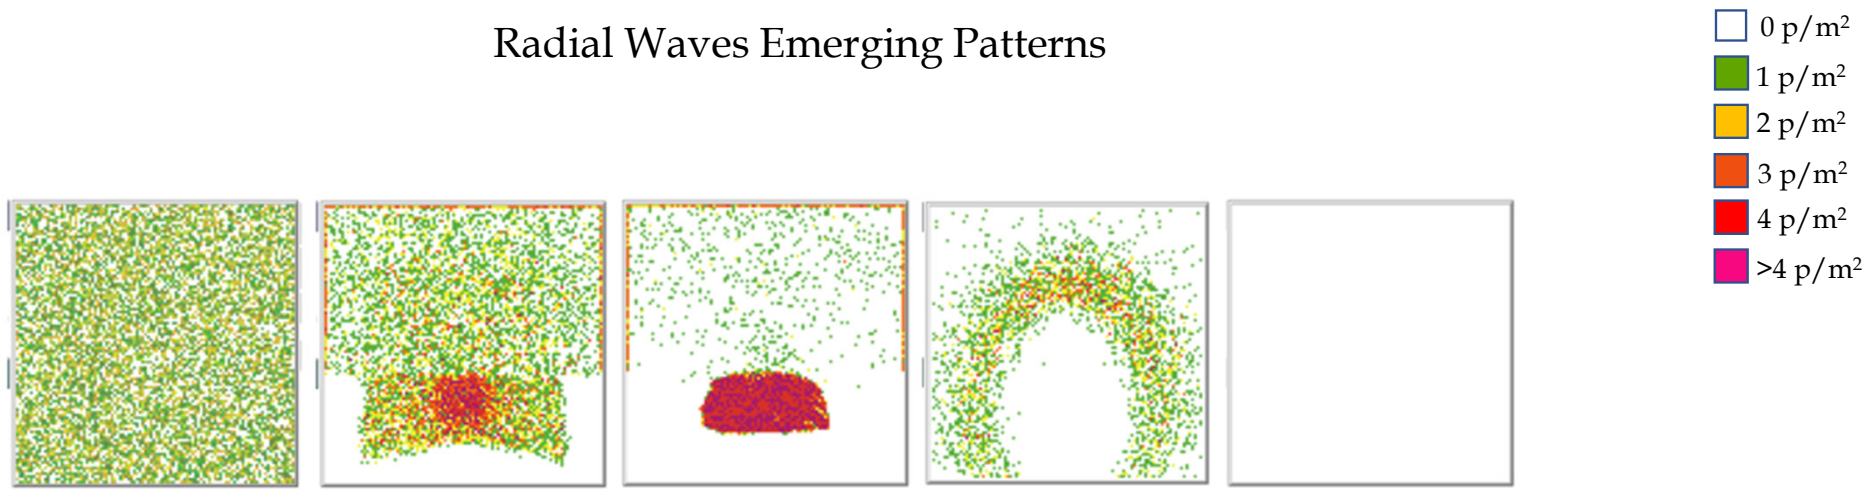 Radial Waves Emerging Patterns
0 p/m²
1 p/m²
2 p/m²
3 p/m²
4 p/m²
>4 p/m²